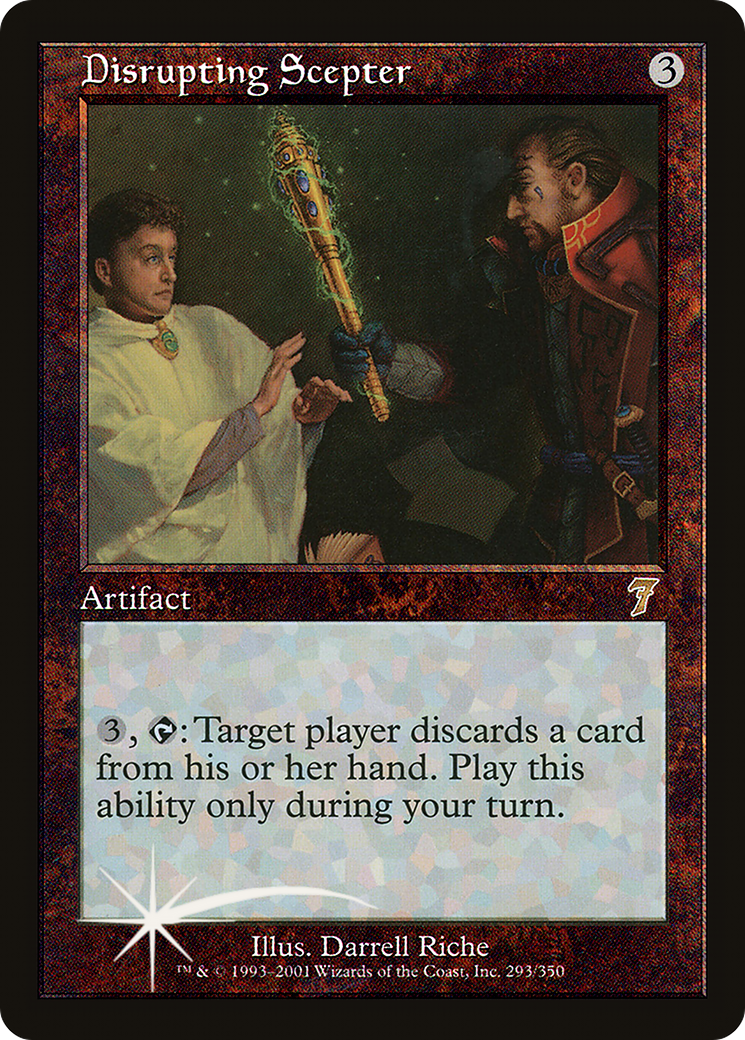 Disrupting Scepter 3
Artifact 7
3, : Target player discards a card
from his or her hand. Play this
ability only during your turn.
Illus. Darrell Riche
™ & © 1993–2001 Wizards of the Coast, Inc. 293/350